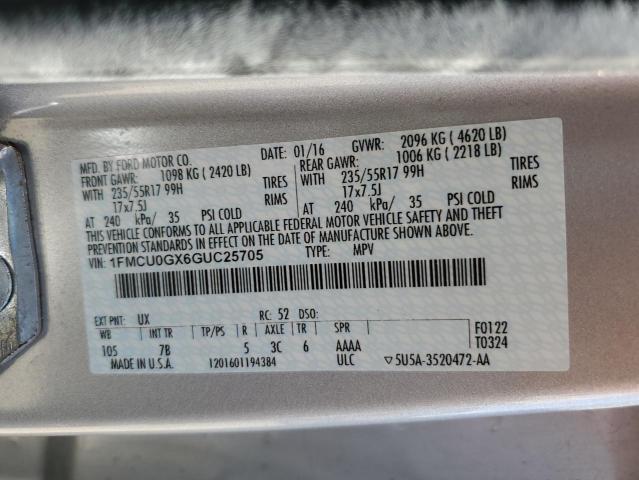 MFD. BY FORD MOTOR CO.
DATE: 01/16 GVWR: 2096 KG ( 4620 LB)
FRONT GAWR: 1098 KG ( 2420 LB) REAR GAWR: 1006 KG ( 2218 LB)
WITH 235/55R17 99H TIRES WITH 235/55R17 99H TIRES
17x7.5J RIMS 17x7.5J RIMS
AT 240 kPa/ 35 PSI COLD AT 240 kPa/ 35 PSI COLD
THIS VEHICLE CONFORMS TO ALL APPLICABLE FEDERAL MOTOR VEHICLE SAFETY AND THEFT
PREVENTION STANDARDS IN EFFECT ON THE DATE OF MANUFACTURE SHOWN ABOVE.
VIN: 1FMCU0GX6GUC25705 TYPE: MPV
EXT PNT: UX RC: 52 DSO: F0122
WB INT TR TP/PS R AXLE TR SPR T0324
105 7B 5 3C 6 AAAA
MADE IN U.S.A. 1201601194384 ULC ▽5U5A-3520472-AA